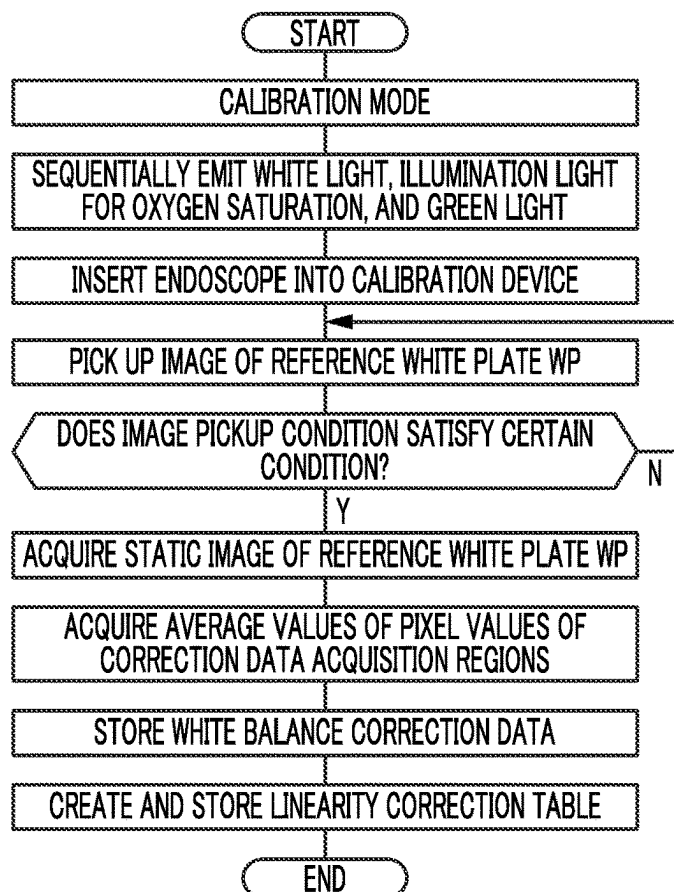 START
CALIBRATION MODE
SEQUENTIALLY EMIT WHITE LIGHT, ILLUMINATION LIGHT
FOR OXYGEN SATURATION, AND GREEN LIGHT
INSERT ENDOSCOPE INTO CALIBRATION DEVICE
PICK UP IMAGE OF REFERENCE WHITE PLATE WP
DOES IMAGE PICKUP CONDITION SATISFY CERTAIN
CONDITION?
N
Y
ACQUIRE STATIC IMAGE OF REFERENCE WHITE PLATE WP
ACQUIRE AVERAGE VALUES OF PIXEL VALUES OF
CORRECTION DATA ACQUISITION REGIONS
STORE WHITE BALANCE CORRECTION DATA
CREATE AND STORE LINEARITY CORRECTION TABLE
END